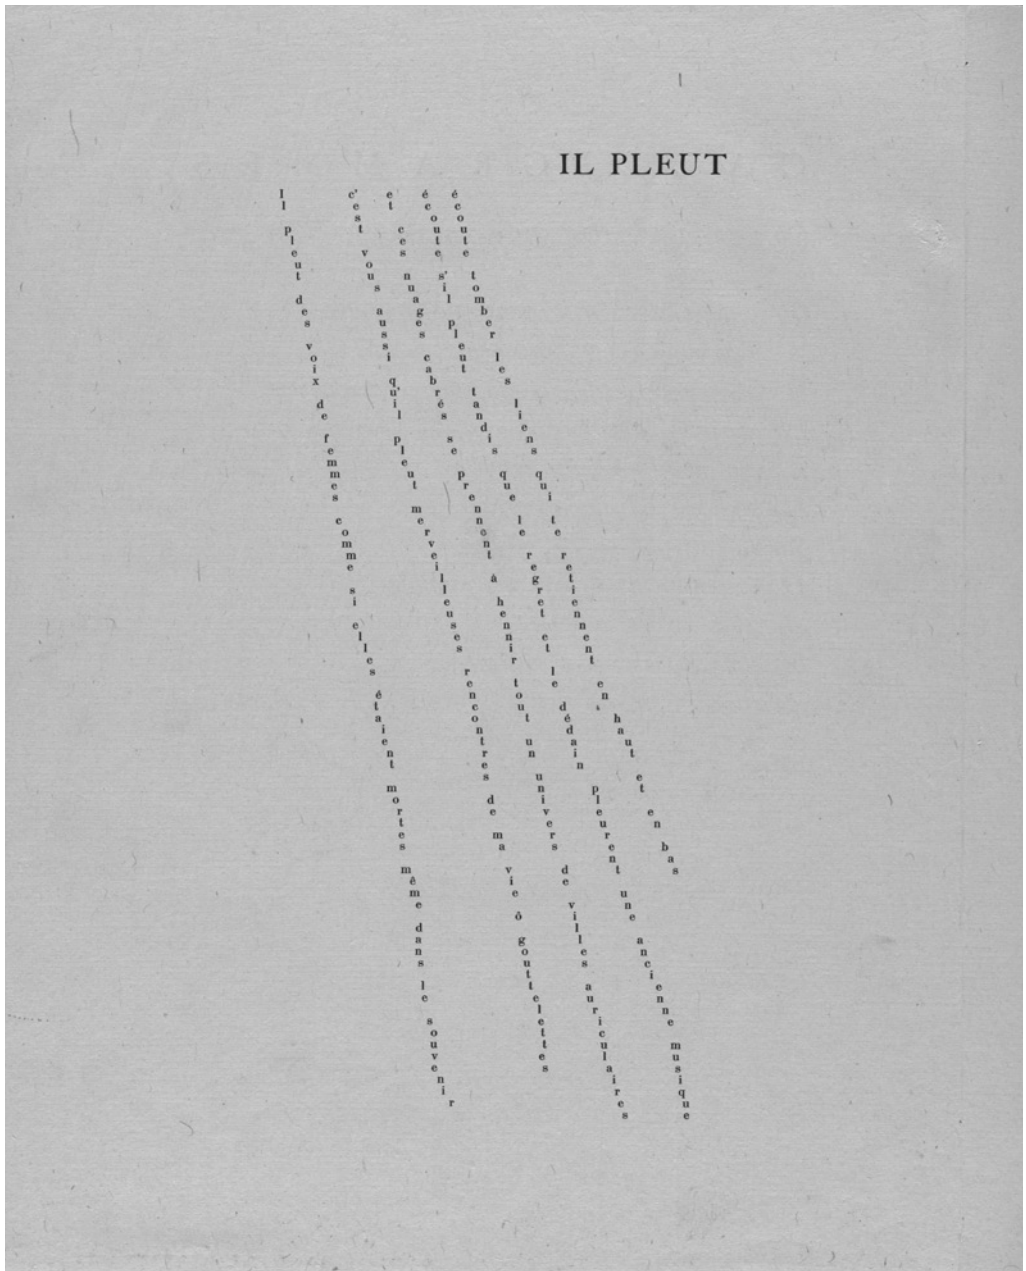 IL PLEUT
Il pleut des voix de femmes comme si elles étaient mortes même dans le souvenir
c'est vous aussi qu'il pleut merveilleuses rencontres de ma vie ô gouttelettes
et ces nuages cabrés se prennent à hennir tout un univers de villes auriculaires
écoute s'il pleut tandis que le regret et le dédain pleurent une ancienne musique
écoute tomber les liens qui te retiennent en haut et en bas